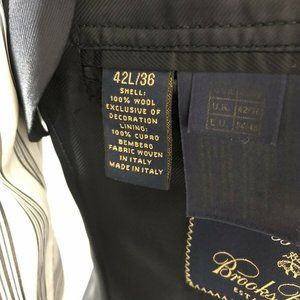 42L/36
SHELL:
100% WOOL
EXCLUSIVE OF
DECORATION
LINING:
100% CUPRO
BEMBERG
FABRIC WOVEN
IN ITALY
MADE IN ITALY
U.K.
E.U.
Brooks